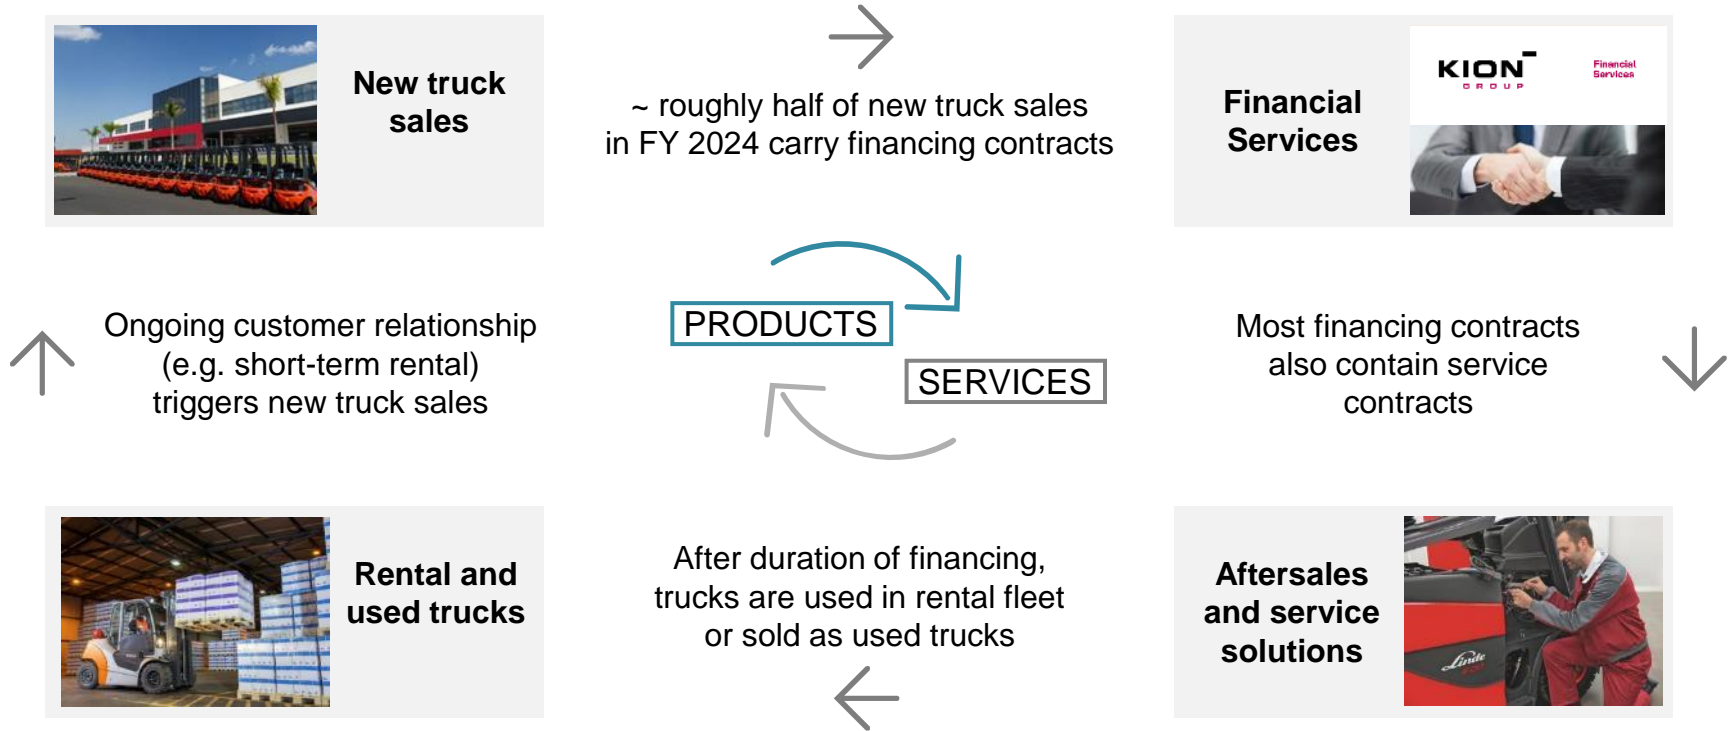 New truck
sales
~ roughly half of new truck sales
in FY 2024 carry financing contracts
Financial
Services
KION
GROUP
Financial
Services
Ongoing customer relationship
(e.g. short-term rental)
triggers new truck sales
PRODUCTS
SERVICES
Most financing contracts
also contain service
contracts
Rental and
used trucks
After duration of financing,
trucks are used in rental fleet
or sold as used trucks
Aftersales
and service
solutions
Linde